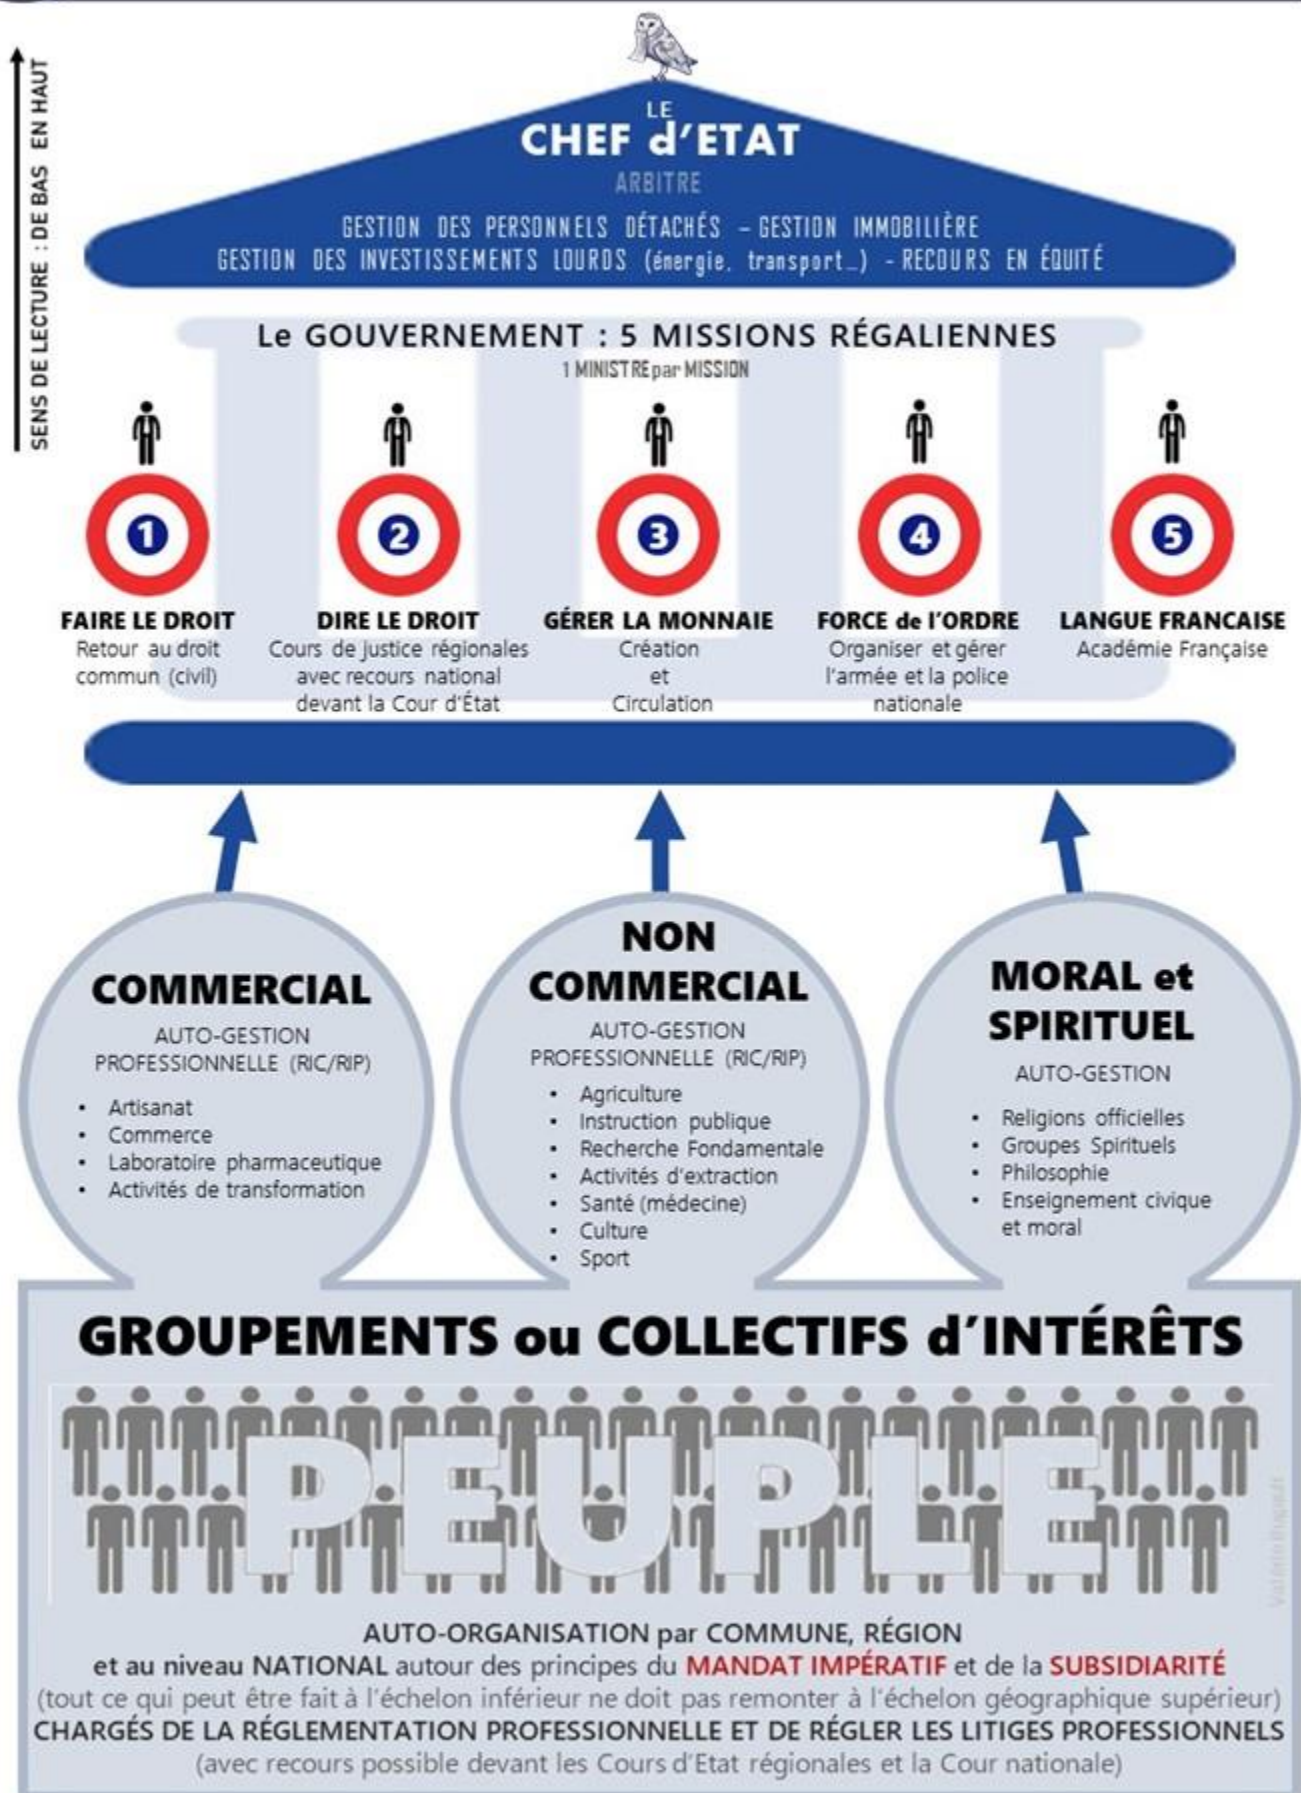 SENS DE LECTURE : DE BAS EN HAUT
LE
CHEF d'ETAT
ARBITRE
GESTION DES PERSONNELS DÉTACHÉS – GESTION IMMOBILIÈRE
GESTION DES INVESTISSEMENTS LOURDS (énergie, transport…) - RECOURS EN ÉQUITÉ
Le GOUVERNEMENT : 5 MISSIONS RÉGALIENNES
1 MINISTRE par MISSION
1
FAIRE LE DROIT
Retour au droit
commun (civil)
2
DIRE LE DROIT
Cours de justice régionales
avec recours national
devant la Cour d'État
3
GÉRER LA MONNAIE
Création
et
Circulation
4
FORCE de l'ORDRE
Organiser et gérer
l'armée et la police
nationale
5
LANGUE FRANCAISE
Académie Française
COMMERCIAL
AUTO-GESTION
PROFESSIONNELLE (RIC/RIP)
• Artisanat
• Commerce
• Laboratoire pharmaceutique
• Activités de transformation
NON
COMMERCIAL
AUTO-GESTION
PROFESSIONNELLE (RIC/RIP)
• Agriculture
• Instruction publique
• Recherche Fondamentale
• Activités d'extraction
• Santé (médecine)
• Culture
• Sport
MORAL et
SPIRITUEL
AUTO-GESTION
• Religions officielles
• Groupes Spirituels
• Philosophie
• Enseignement civique
et moral
GROUPEMENTS ou COLLECTIFS d'INTÉRÊTS
PEUPLE
AUTO-ORGANISATION par COMMUNE, RÉGION
et au niveau NATIONAL autour des principes du MANDAT IMPÉRATIF et de la SUBSIDIARITÉ
(tout ce qui peut être fait à l'échelon inférieur ne doit pas remonter à l'échelon géographique supérieur)
CHARGÉS DE LA RÉGLEMENTATION PROFESSIONNELLE ET DE RÉGLER LES LITIGES PROFESSIONNELS
(avec recours possible devant les Cours d'Etat régionales et la Cour nationale)